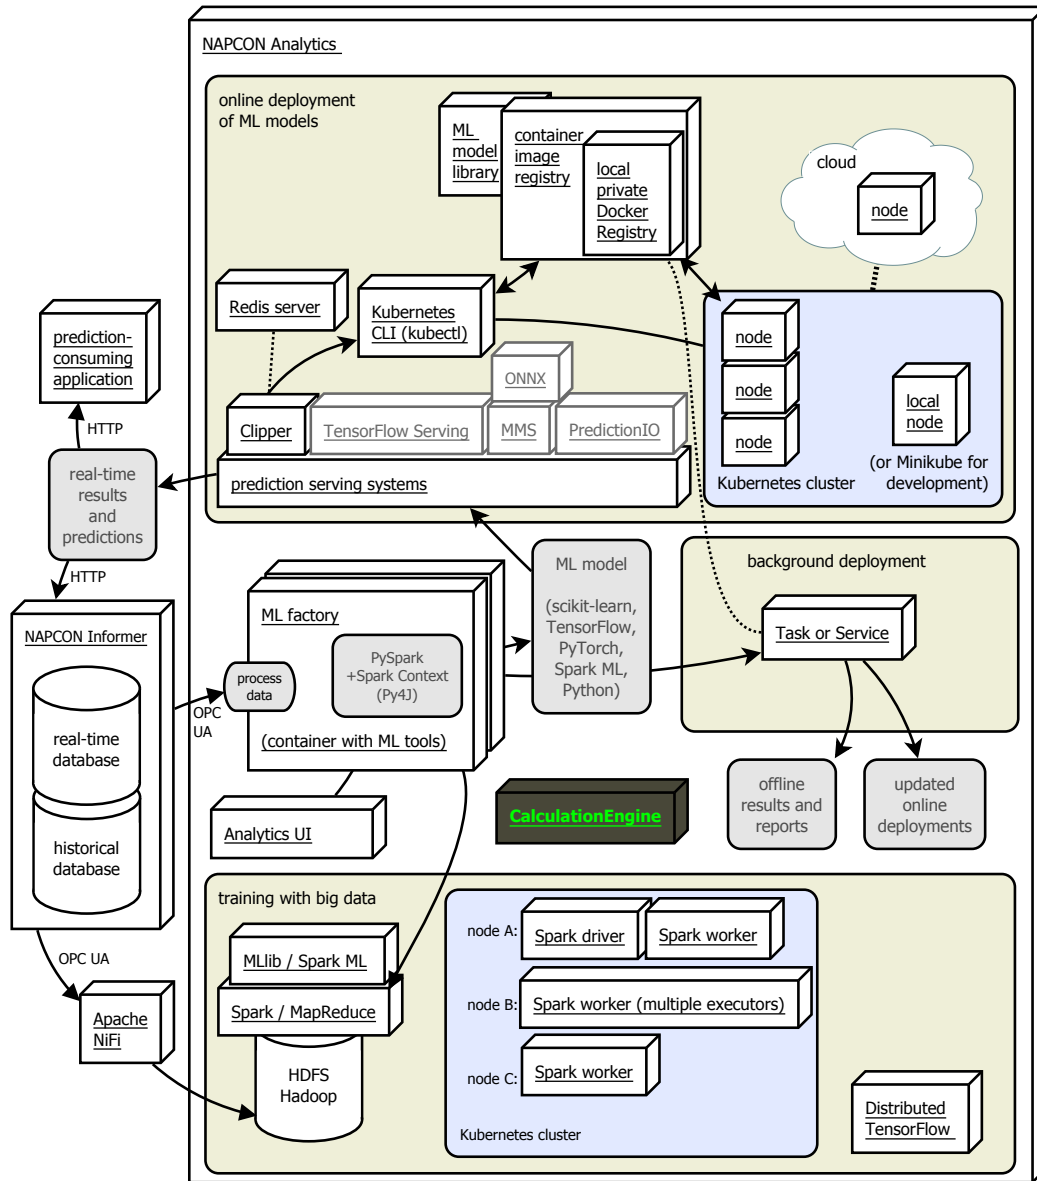 NAPCON Analytics
online deployment
of ML models
ML
model
library
container
image
registry
local
private
Docker
Registry
cloud
node
Redis server
Kubernetes
CLI (kubectl)
node
node
node
local
node
(or Minikube for
development)
Kubernetes cluster
ONNX
Clipper
TensorFlow Serving
MMS
PredictionIO
prediction serving systems
prediction-
consuming
application
HTTP
real-time
results
and
predictions
HTTP
NAPCON Informer
real-time
database
historical
database
OPC
UA
process
data
ML factory
PySpark
+Spark Context
(Py4J)
(container with ML tools)
ML model
(scikit-learn,
TensorFlow,
PyTorch,
Spark ML,
Python)
background deployment
Task or Service
offline
results and
reports
updated
online
deployments
Analytics UI
CalculationEngine
training with big data
MLlib / Spark ML
Spark / MapReduce
HDFS
Hadoop
OPC UA
Apache
NiFi
node A:
Spark driver
Spark worker
node B:
Spark worker (multiple executors)
node C:
Spark worker
Kubernetes cluster
Distributed
TensorFlow